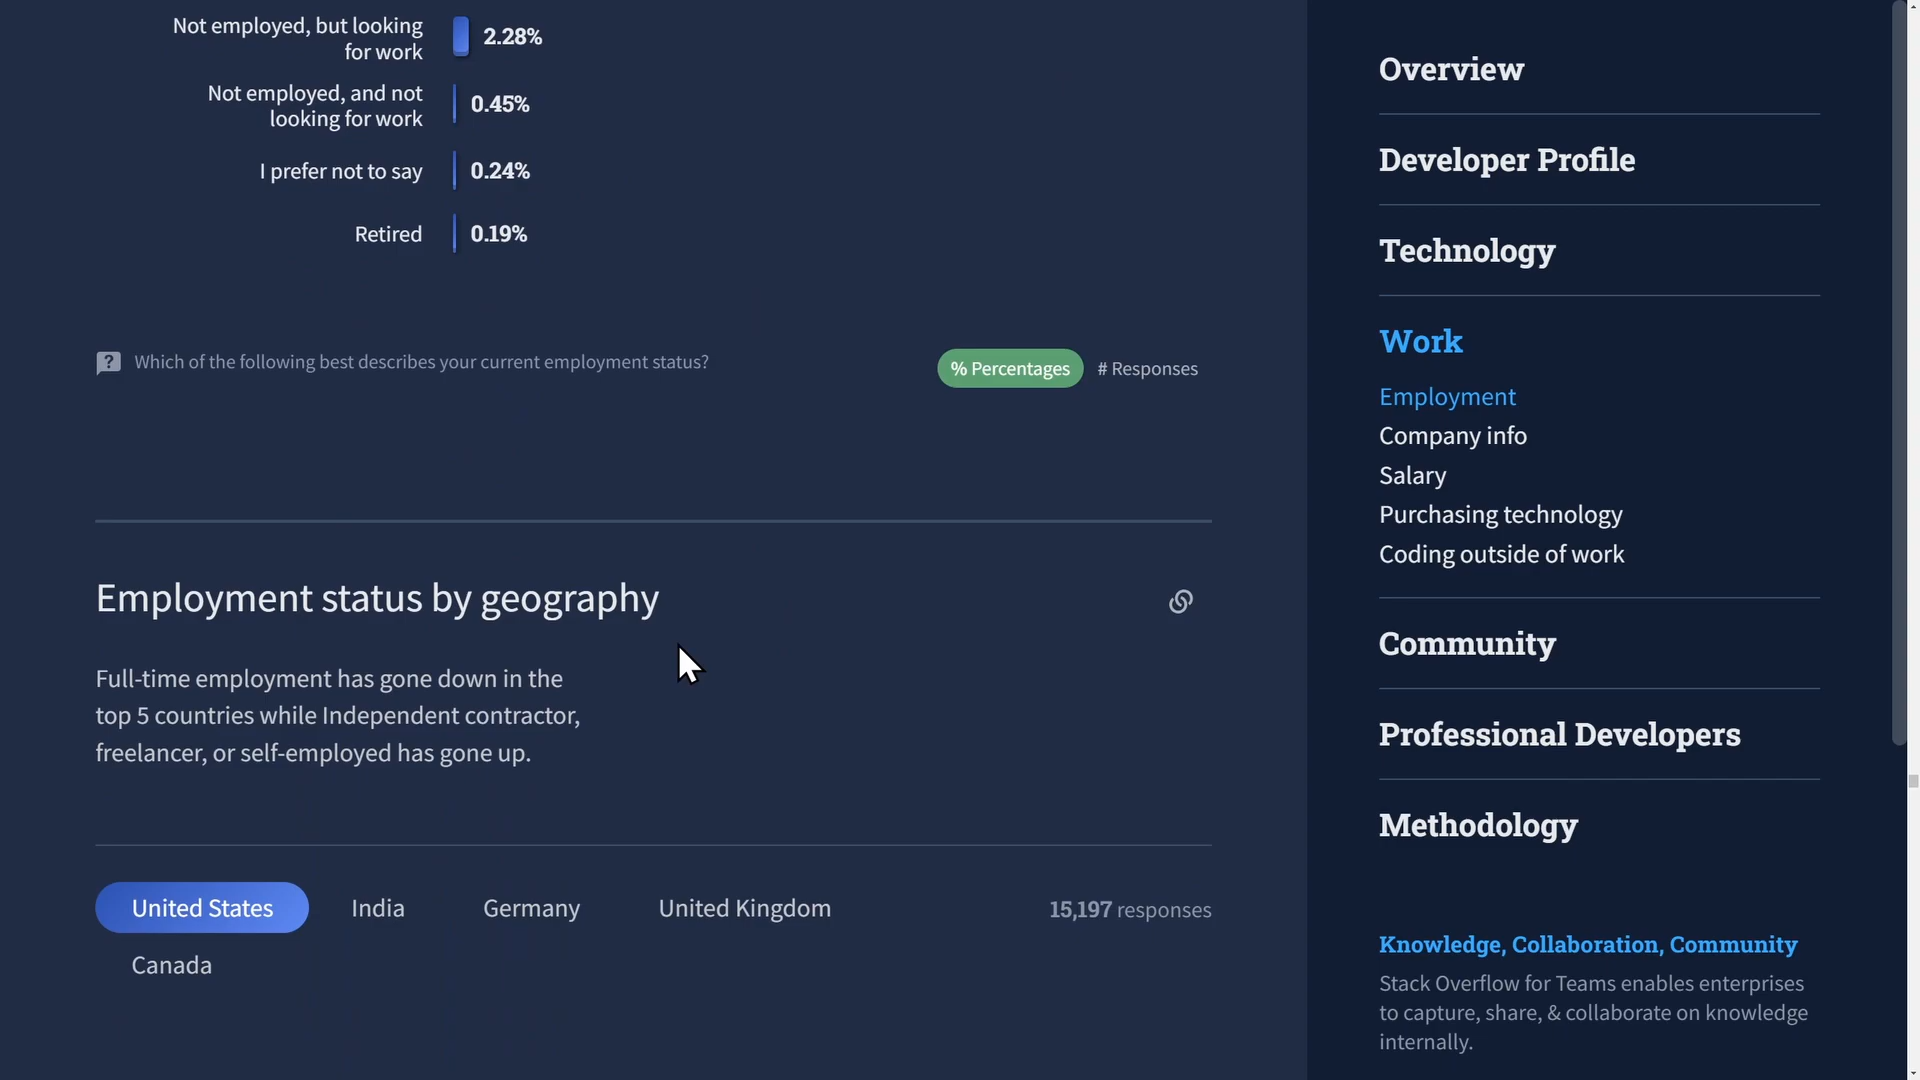 Not employed, but looking
for work
2.28%
Not employed, and not
looking for work
0.45%
I prefer not to say
0.24%
Retired
0.19%
Which of the following best describes your current employment status?
% Percentages
# Responses
Employment status by geography
Full-time employment has gone down in the
top 5 countries while Independent contractor,
freelancer, or self-employed has gone up.
United States
India
Germany
United Kingdom
15,197 responses
Canada
Overview
Developer Profile
Technology
Work
Employment
Company info
Salary
Purchasing technology
Coding outside of work
Community
Professional Developers
Methodology
Knowledge, Collaboration, Community
Stack Overflow for Teams enables enterprises
to capture, share, & collaborate on knowledge
internally.